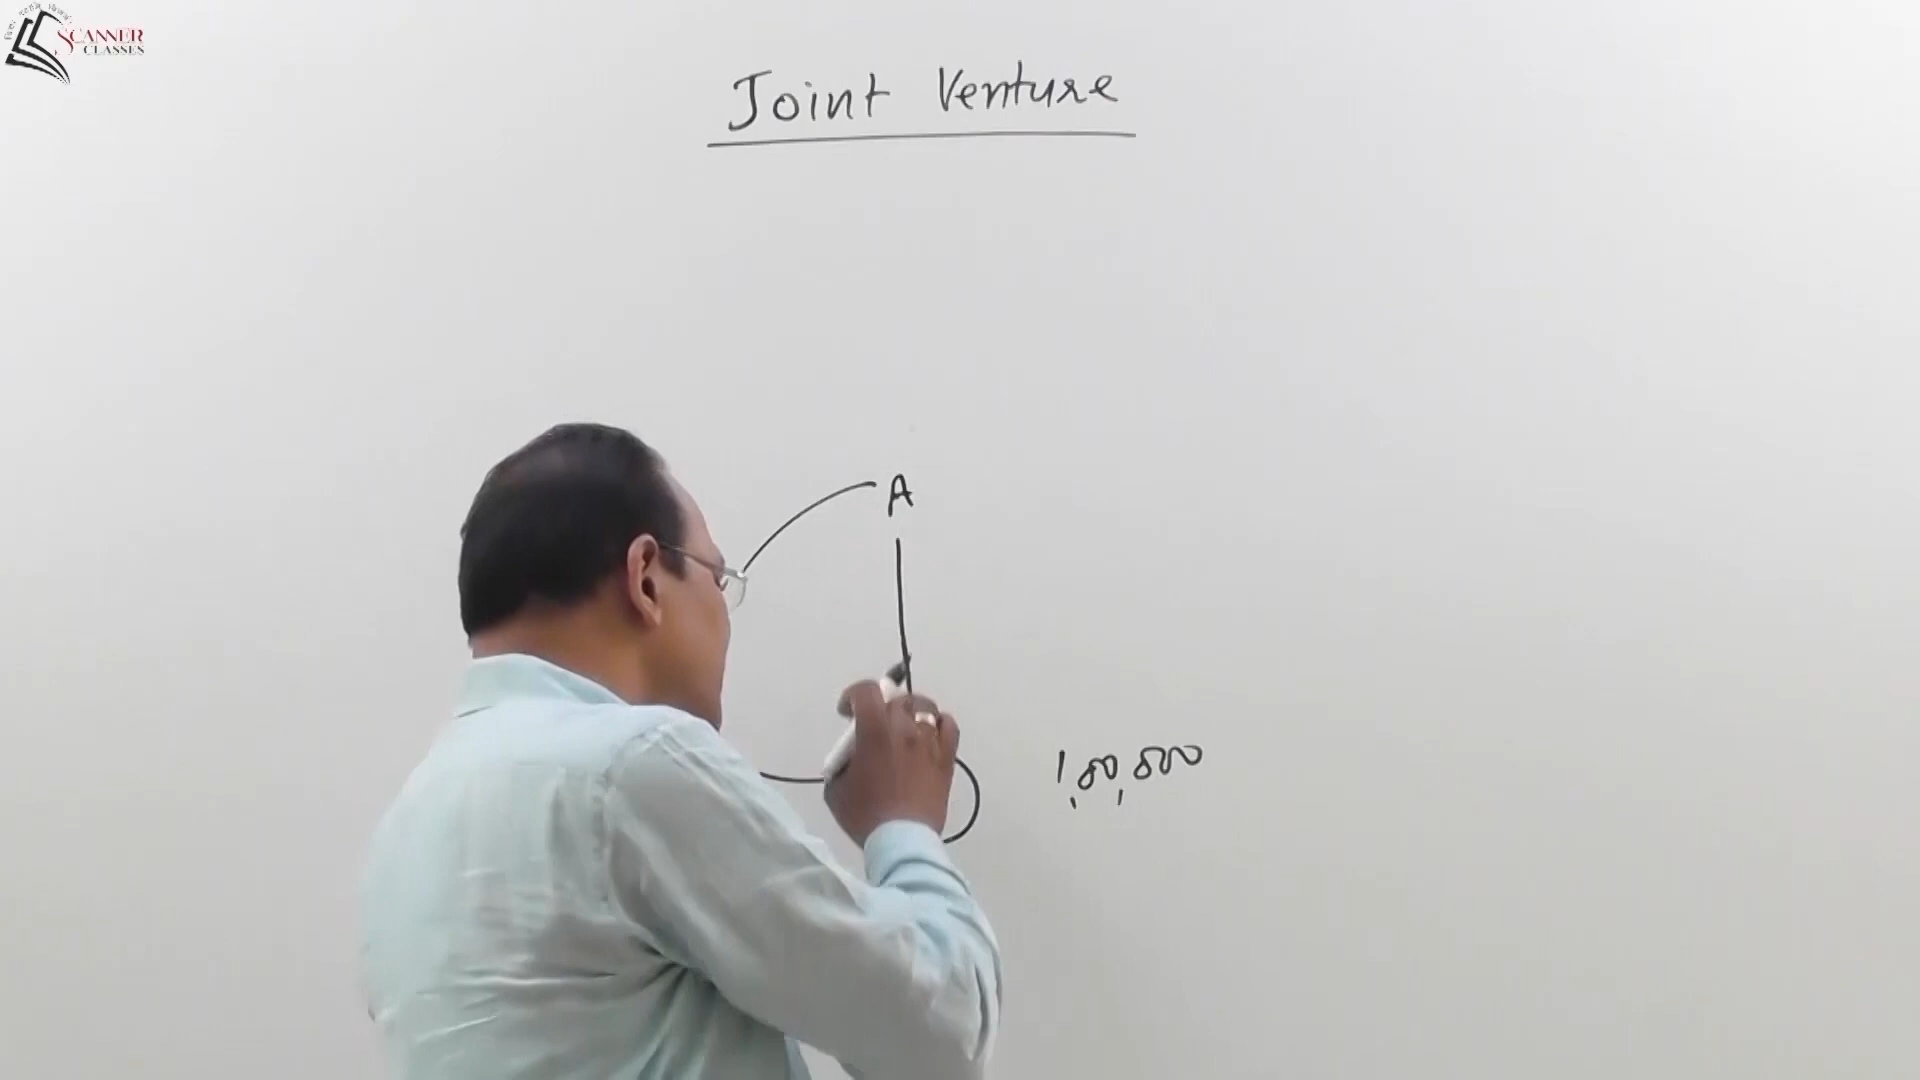 SCANNER
CLASSES
Joint Venture
A
1,00,000